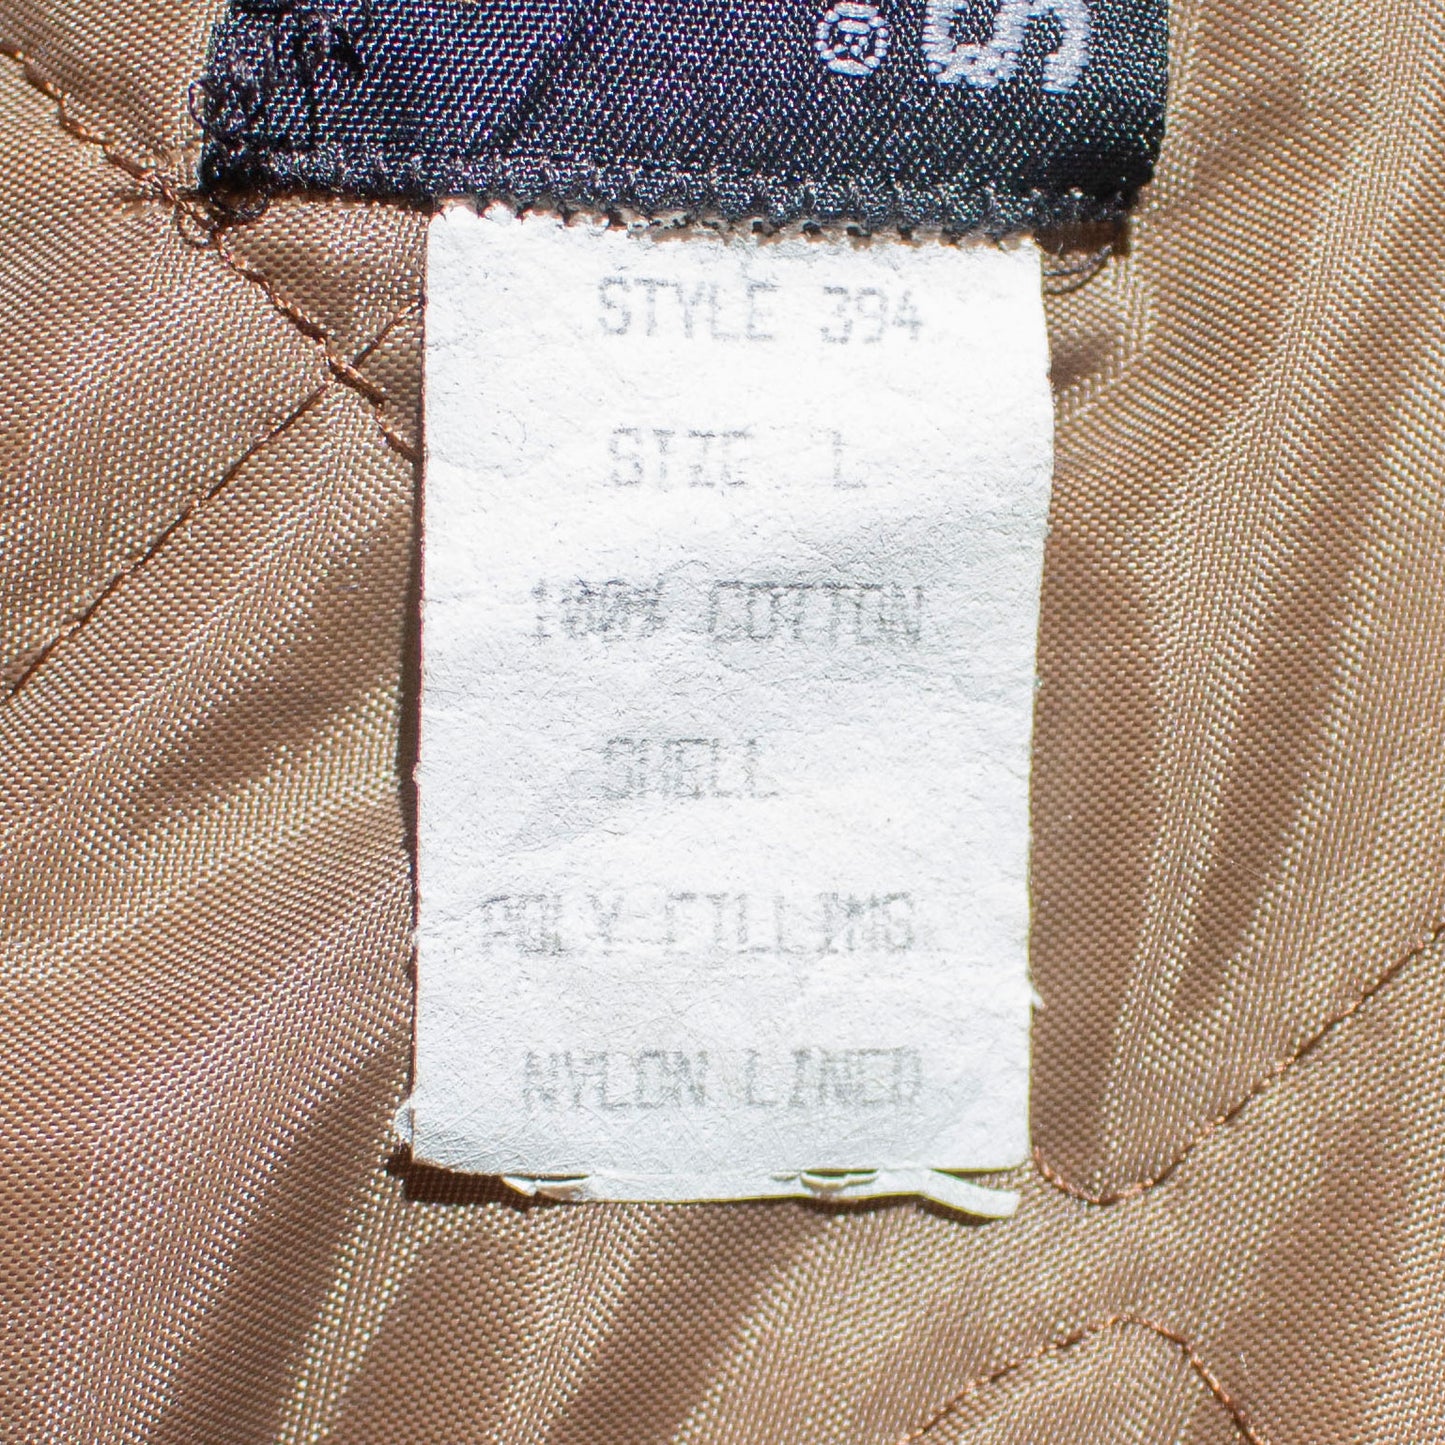 S®
STYLE 394
SIZE L
100% COTTON
SHELL
POLY-FILLING
NYLON LINED